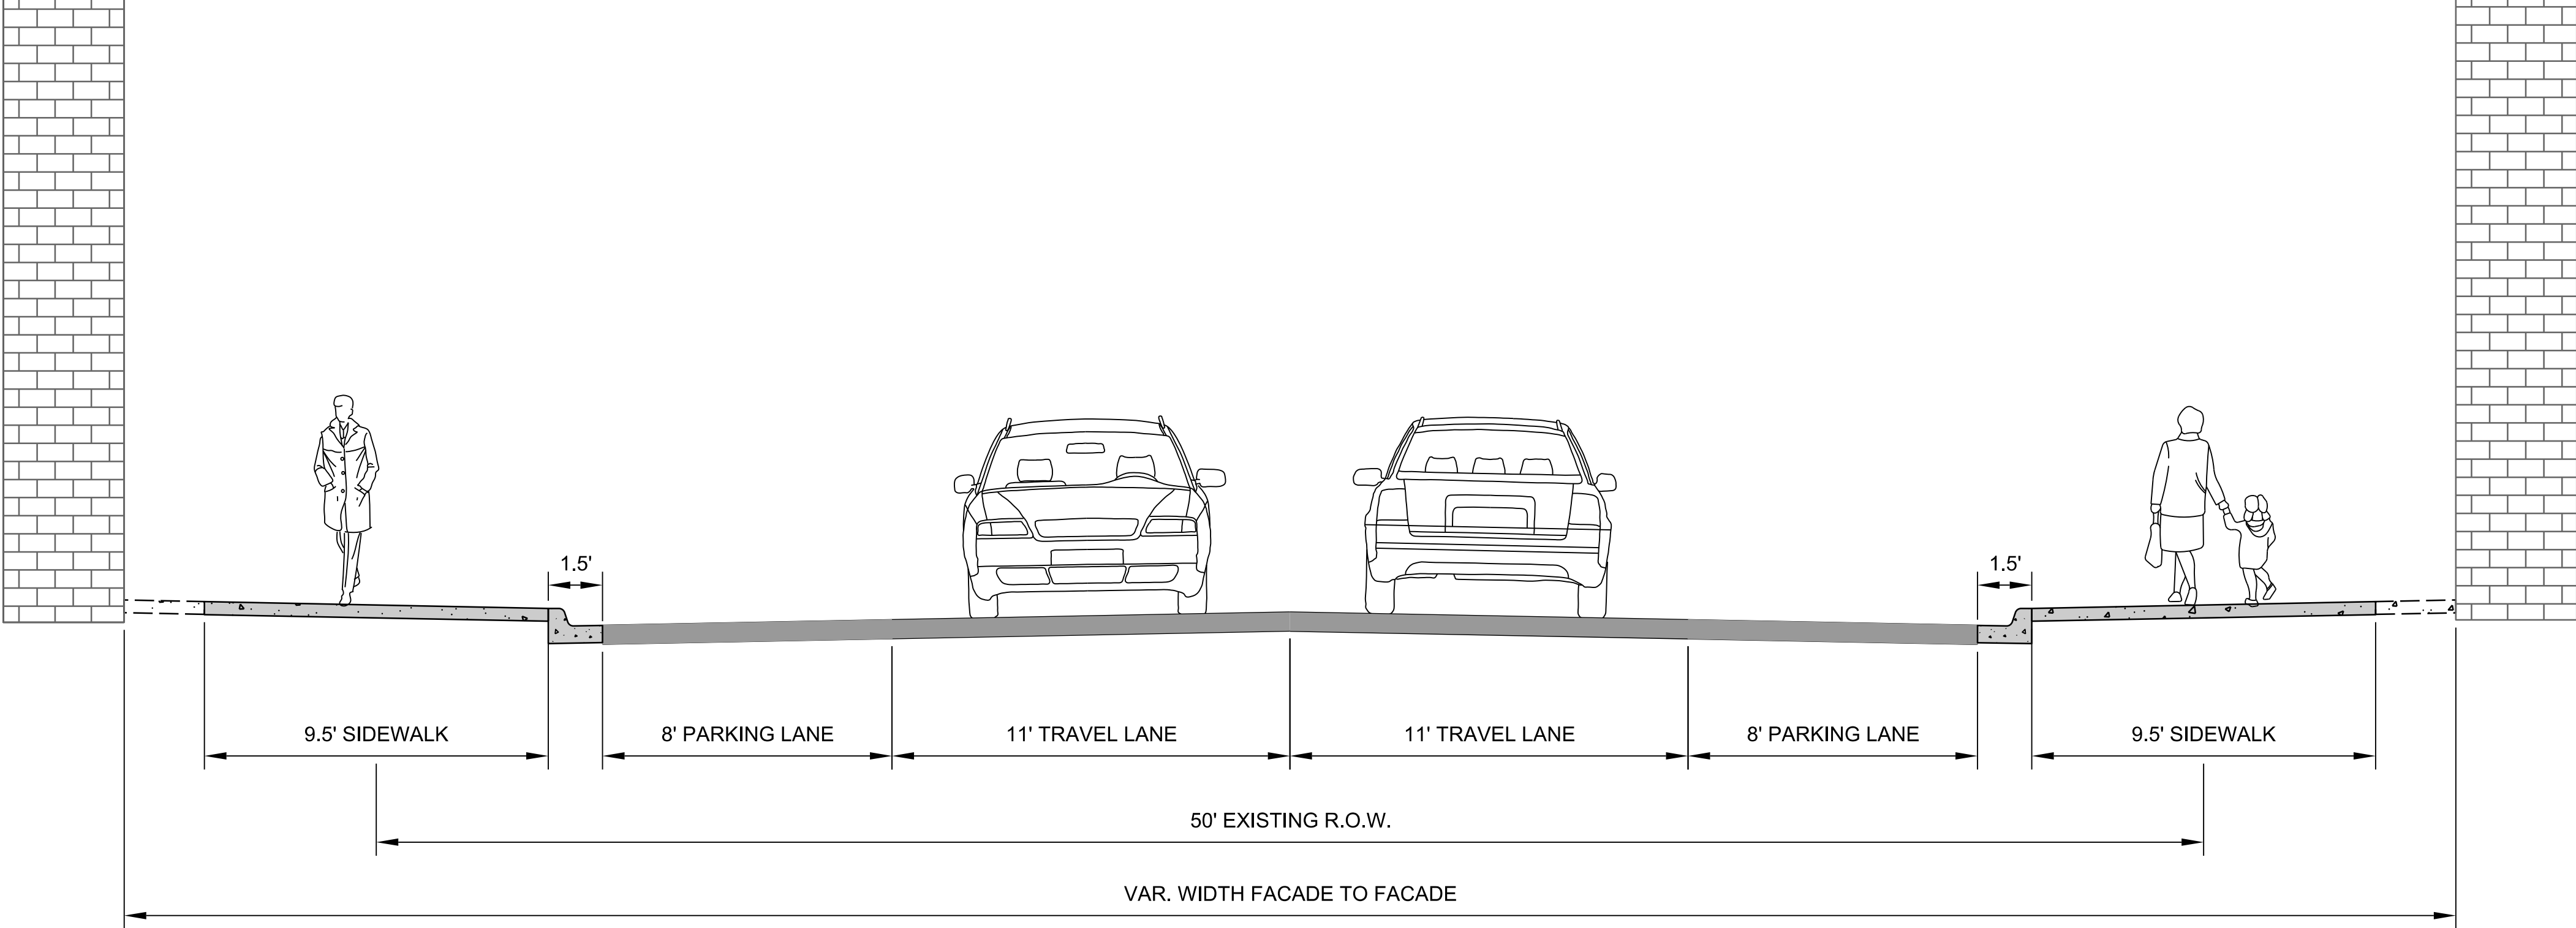 1.5'
1.5'
9.5' SIDEWALK
8' PARKING LANE
11' TRAVEL LANE
11' TRAVEL LANE
8' PARKING LANE
9.5' SIDEWALK
50' EXISTING R.O.W.
VAR. WIDTH FACADE TO FACADE